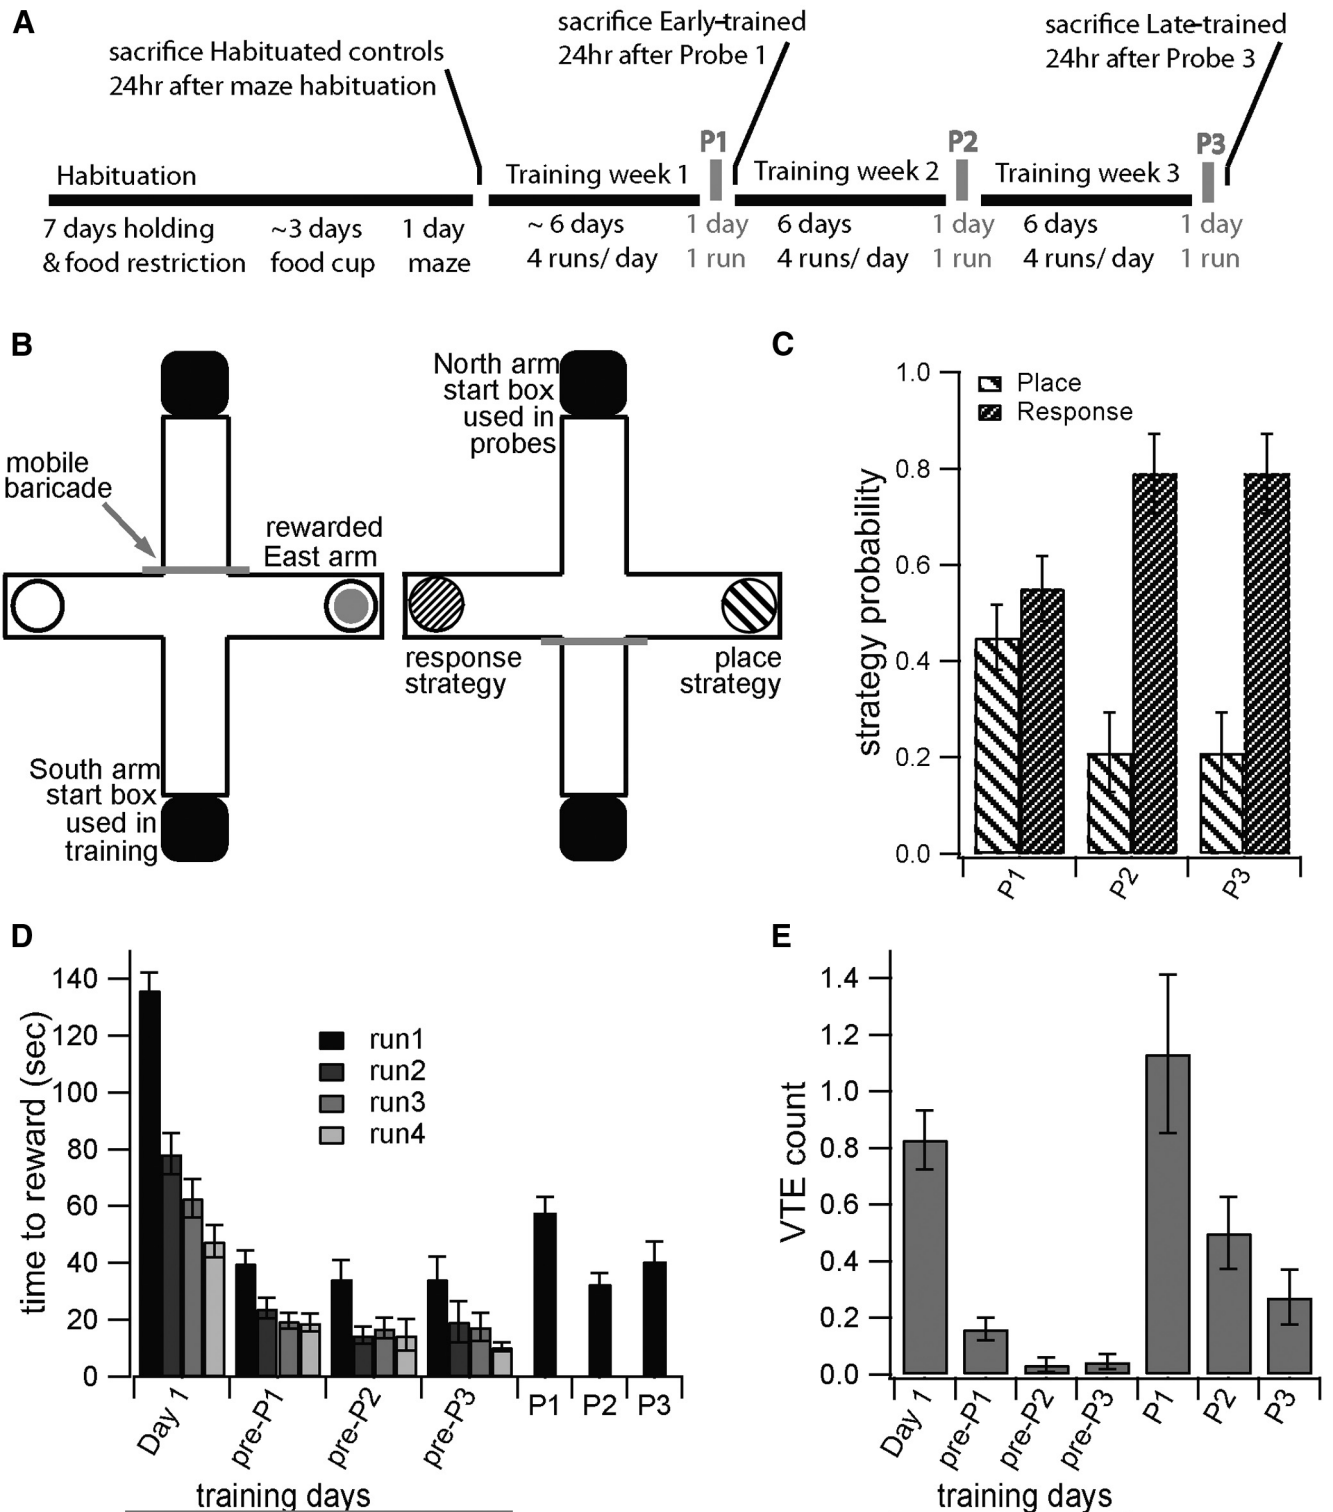 A
sacrifice Habituated controls
24hr after maze habituation
sacrifice Early-trained
24hr after Probe 1
sacrifice Late-trained
24hr after Probe 3
Habituation
Training week 1
P1
Training week 2
P2
Training week 3
P3
7 days holding
& food restriction
~3 days
food cup
1 day
maze
~ 6 days
4 runs/ day
1 day
1 run
6 days
4 runs/ day
1 day
1 run
6 days
4 runs/ day
1 day
1 run
B
mobile
baricade
rewarded
East arm
South arm
start box
used in
training
North arm
start box
used in
probes
response
strategy
place
strategy
C
Place
Response
strategy probability
1.0
0.8
0.6
0.4
0.2
0.0
P1
P2
P3
D
time to reward (sec)
140
120
100
80
60
40
20
0
run1
run2
run3
run4
Day 1
pre-P1
pre-P2
pre-P3
P1
P2
P3
training days
E
VTE count
1.4
1.2
1.0
0.8
0.6
0.4
0.2
0.0
Day 1
pre-P1
pre-P2
pre-P3
P1
P2
P3
training days